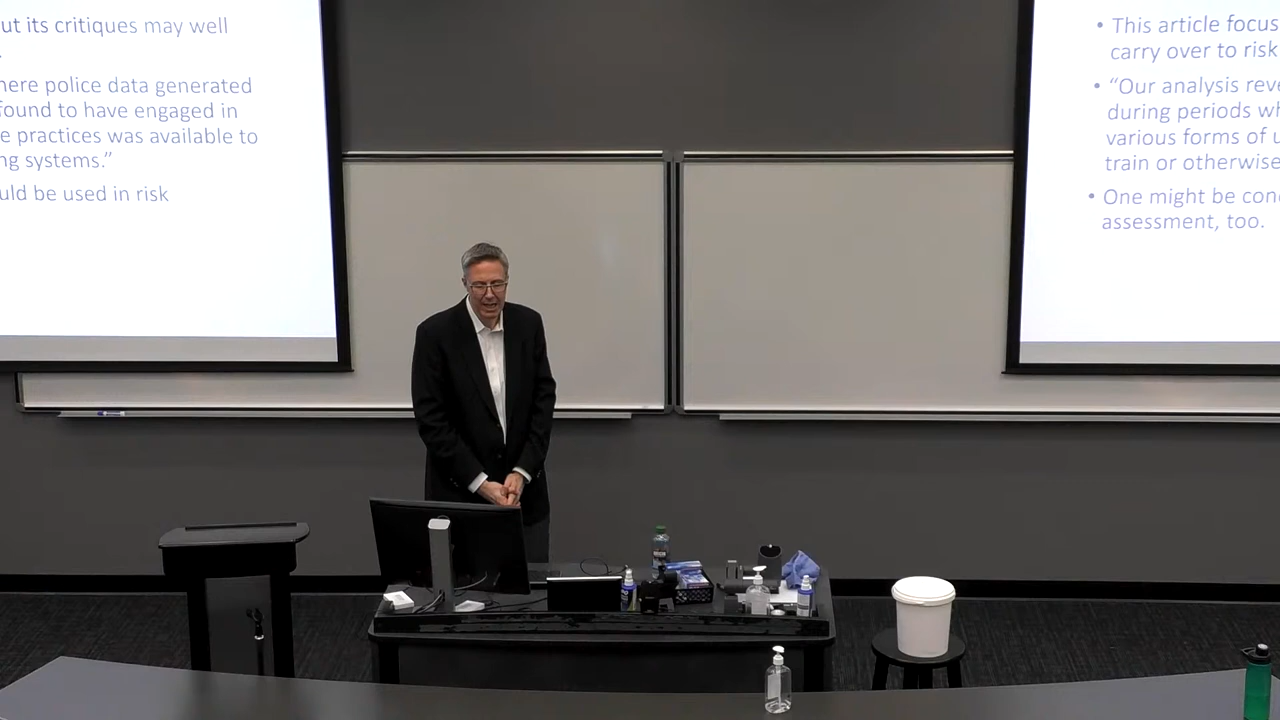 ut its critiques may well
.
here police data generated
found to have engaged in
e practices was available to
ng systems.”
uld be used in risk
• This article focus
carry over to risk
• “Our analysis reve
during periods wh
various forms of u
train or otherwise
• One might be con
assessment, too.